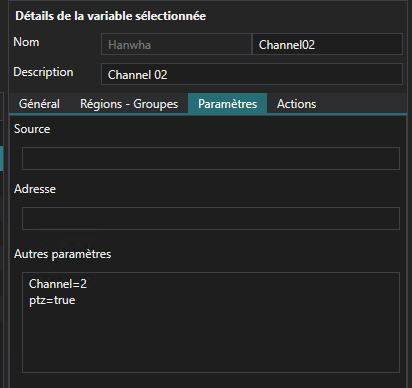 Détails de la variable sélectionnée
Nom Hanwha Channel02
Description Channel 02
Général Régions - Groupes Paramètres Actions
Source
Adresse
Autres paramètres
Channel=2
ptz=true